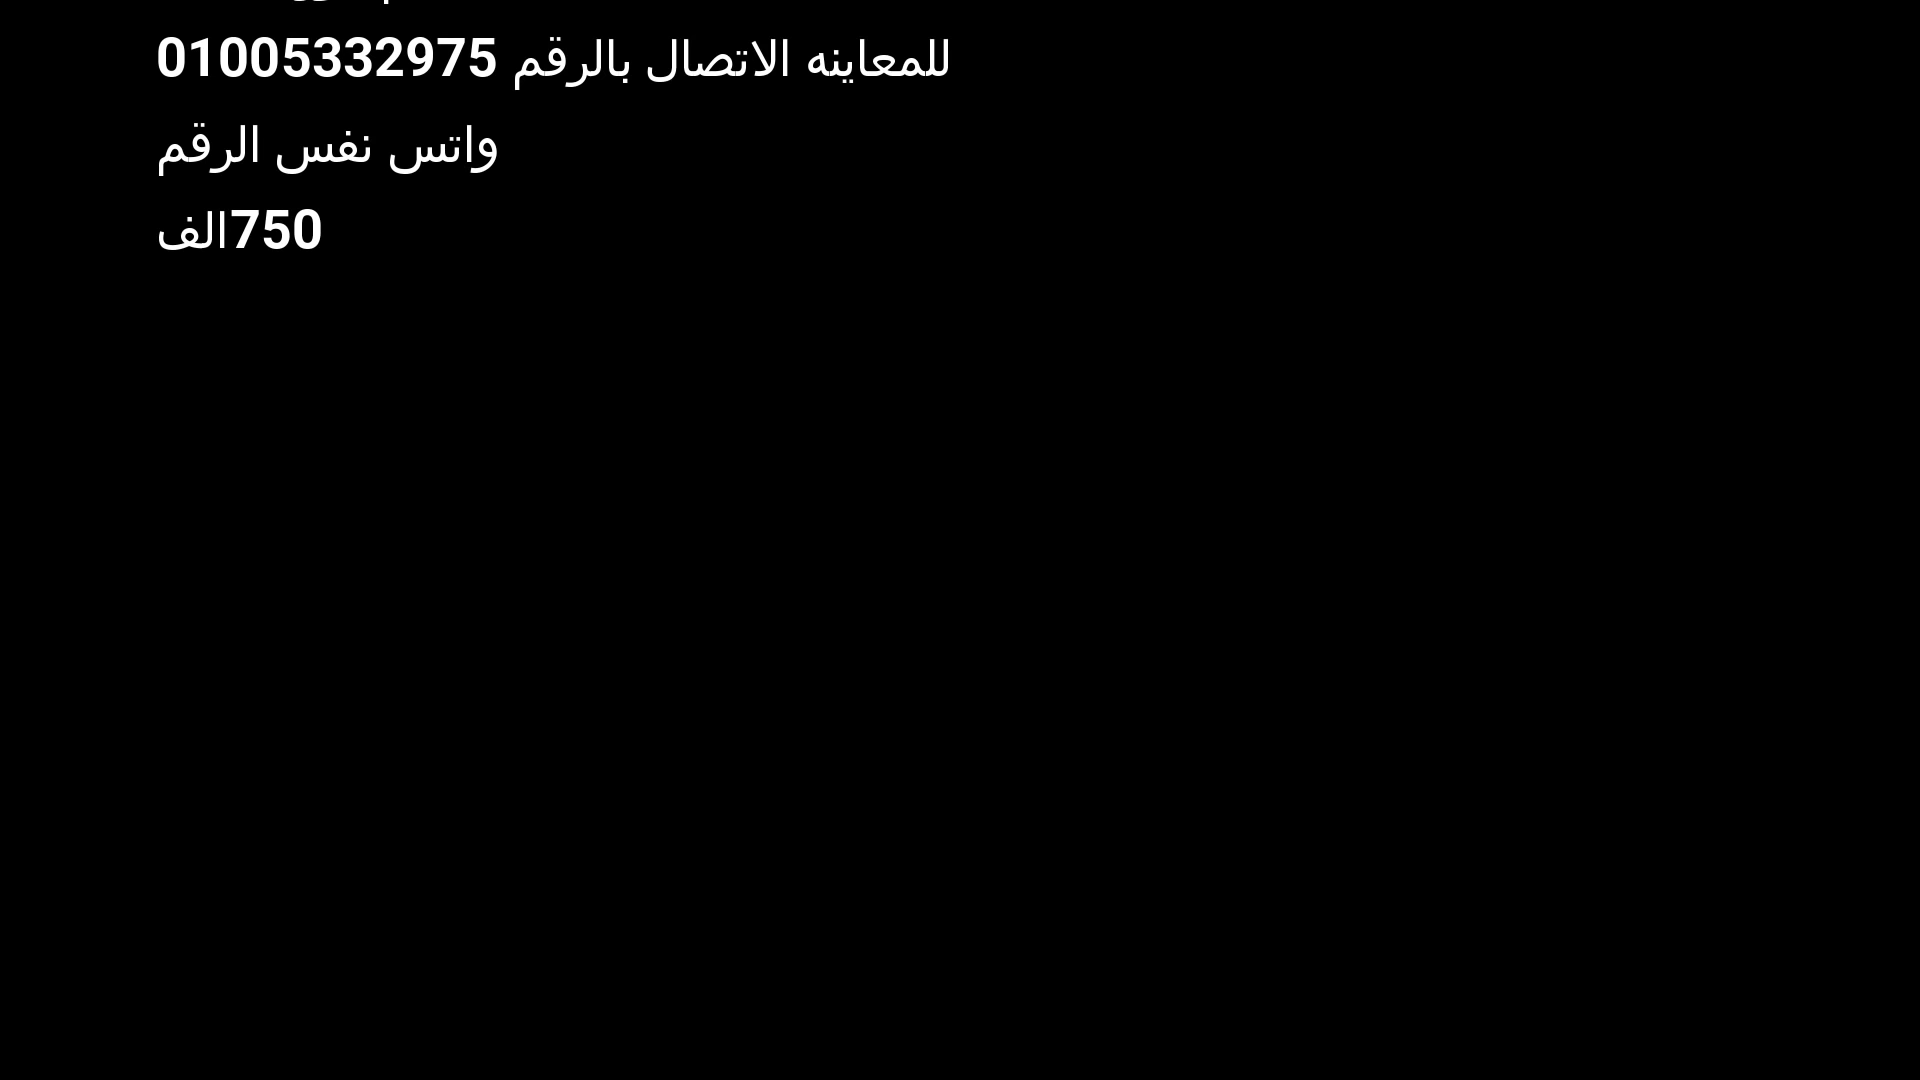 للمعاينه الاتصال بالرقم 01005332975
واتس نفس الرقم
750الف